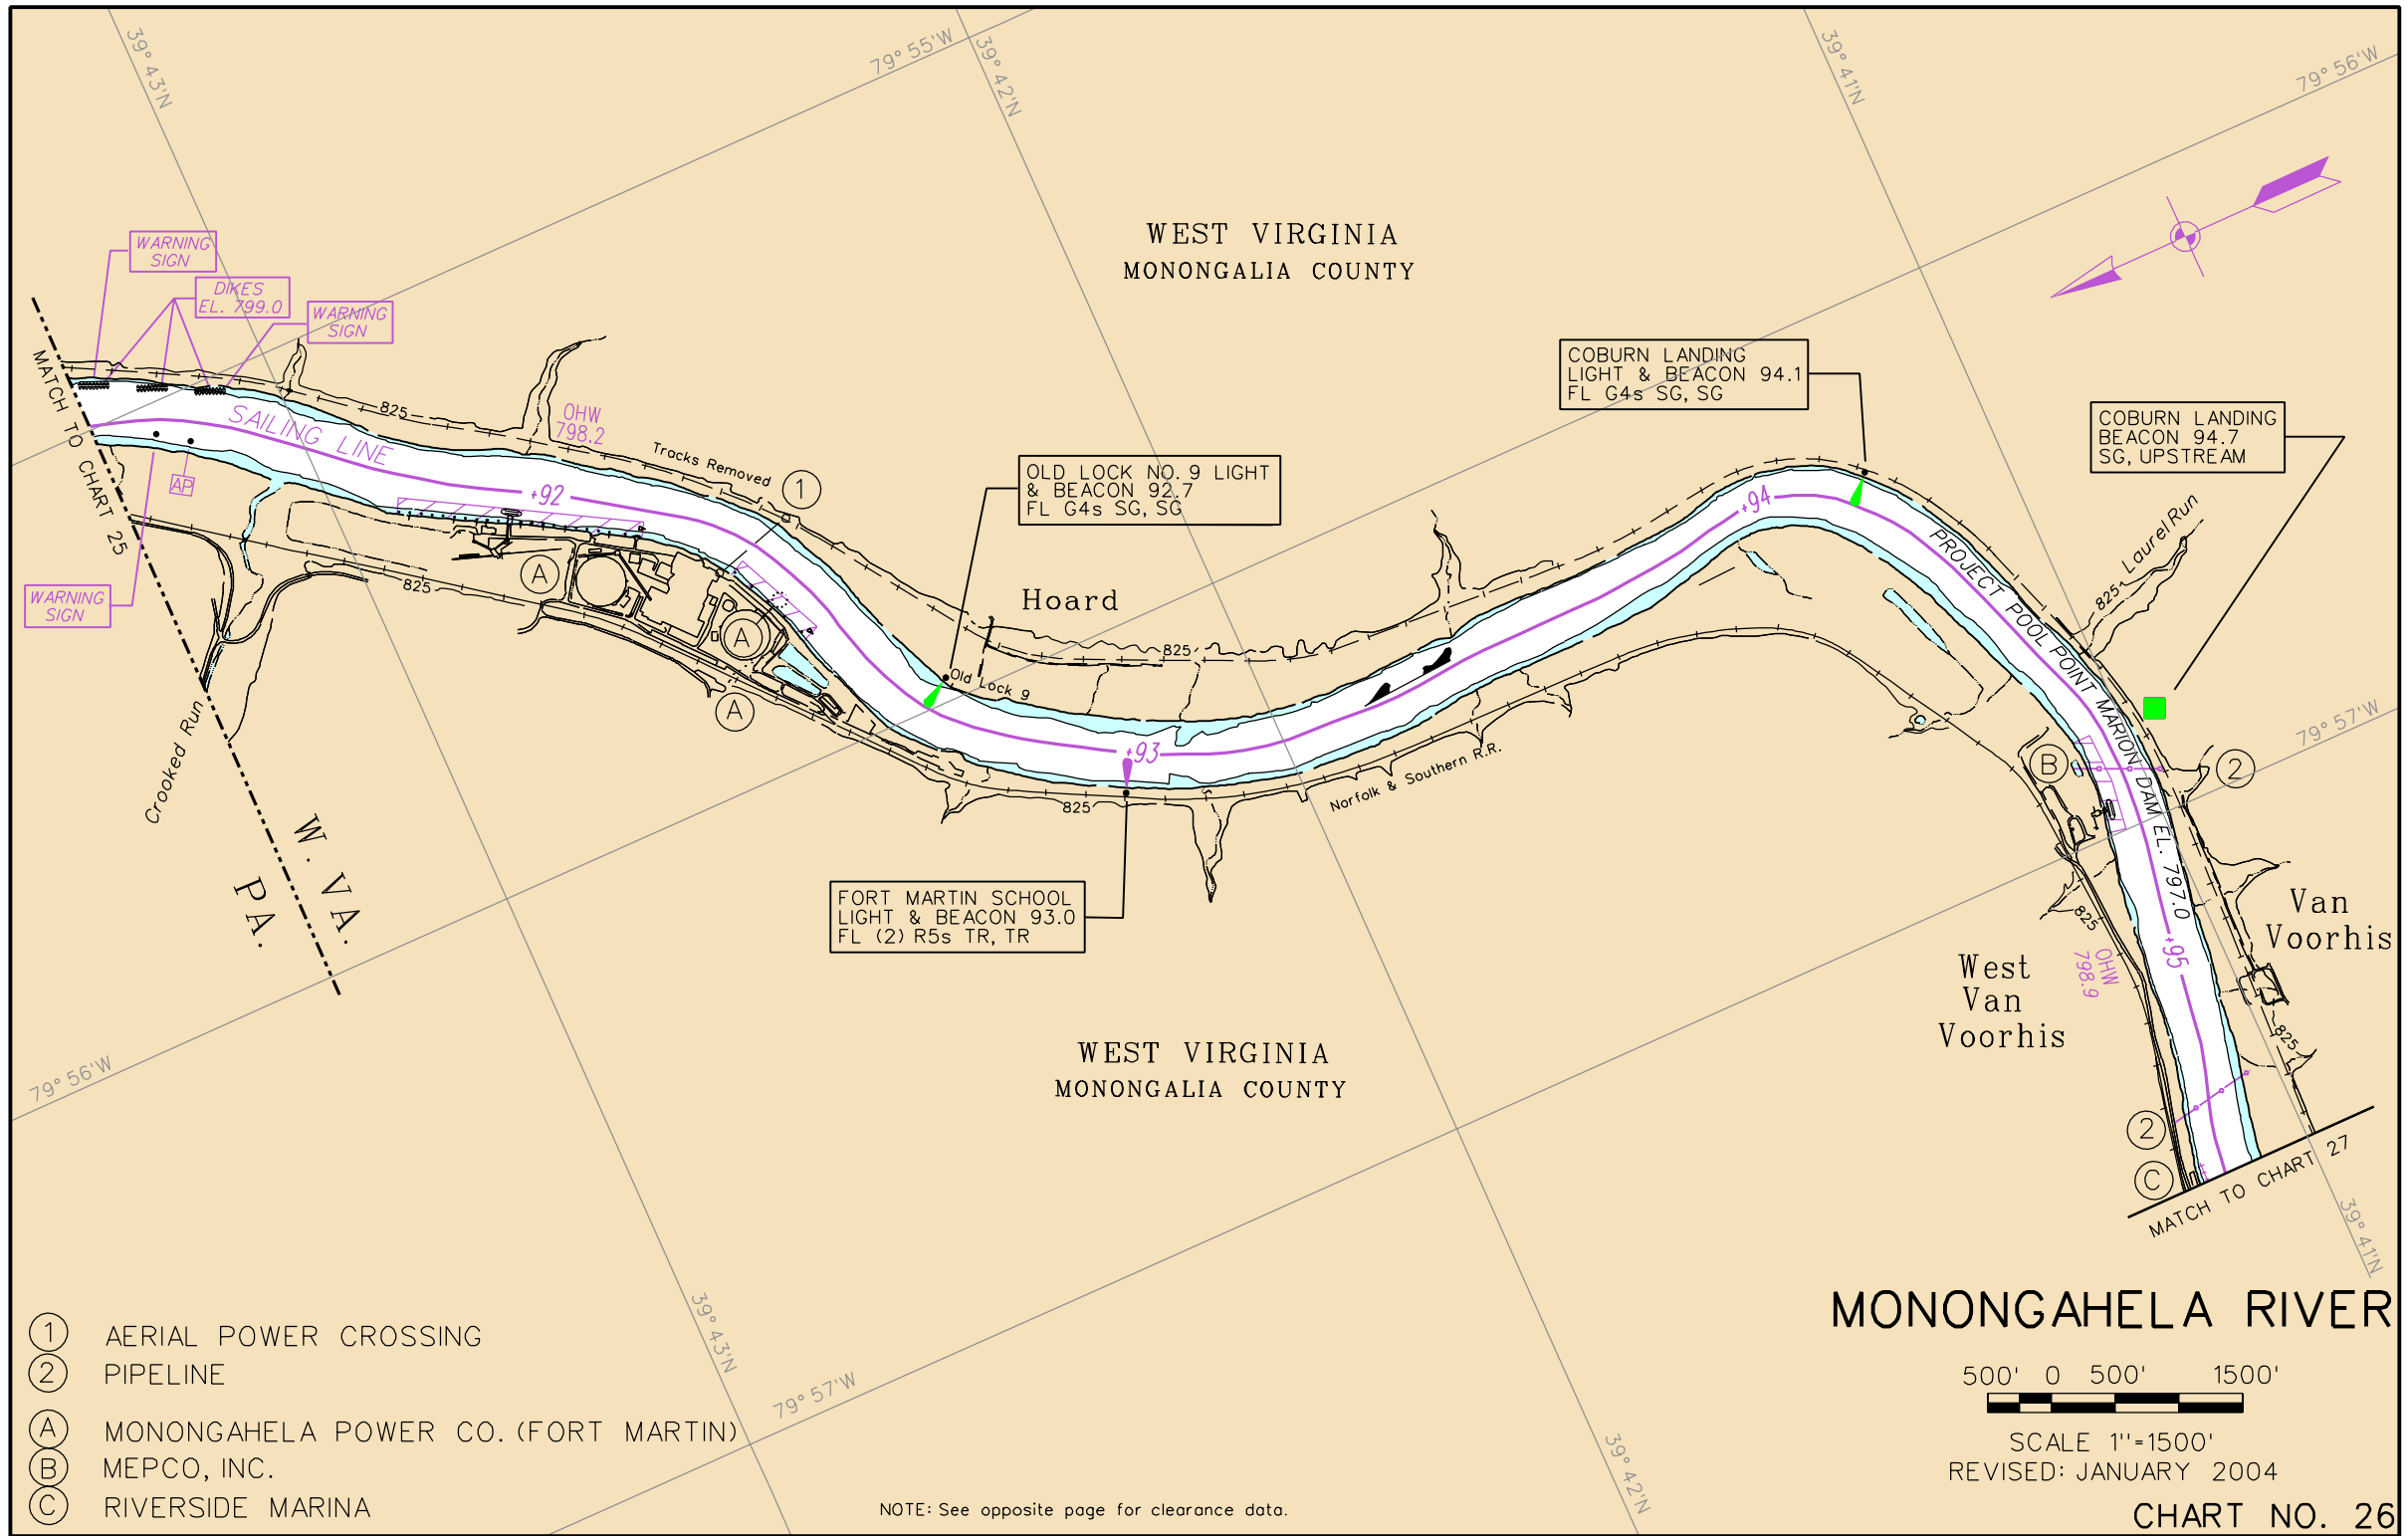 39° 43'N
79° 55'W
39° 42'N
39° 41'N
79° 56'W
WEST VIRGINIA
MONONGALIA COUNTY
WARNING
SIGN
DIKES
EL. 799.0
WARNING
SIGN
MATCH TO CHART 25
SAILING LINE
825
OHW
798.2
Tracks Removed
1
AP
+92
A
825
WARNING
SIGN
Crooked Run
W. VA.
PA.
A
A
OLD LOCK NO. 9 LIGHT
& BEACON 92.7
FL G4s SG, SG
Old Lock 9
Hoard
825
+93
825
Norfolk & Southern R.R.
FORT MARTIN SCHOOL
LIGHT & BEACON 93.0
FL (2) R5s TR, TR
COBURN LANDING
LIGHT & BEACON 94.1
FL G4s SG, SG
+94
COBURN LANDING
BEACON 94.7
SG, UPSTREAM
Laurel Run
825
PROJECT POOL POINT MARION DAM EL. 797.0
79° 57'W
B
2
825
Van
Voorhis
+95
OHW
798.9
West
Van
Voorhis
825
2
C
MATCH TO CHART 27
39° 41'N
WEST VIRGINIA
MONONGALIA COUNTY
79° 56'W
39° 43'N
79° 57'W
39° 42'N
1 AERIAL POWER CROSSING
2 PIPELINE
A MONONGAHELA POWER CO. (FORT MARTIN)
B MEPCO, INC.
C RIVERSIDE MARINA
NOTE: See opposite page for clearance data.
MONONGAHELA RIVER
500' 0 500' 1500'
SCALE 1"=1500'
REVISED: JANUARY 2004
CHART NO. 26